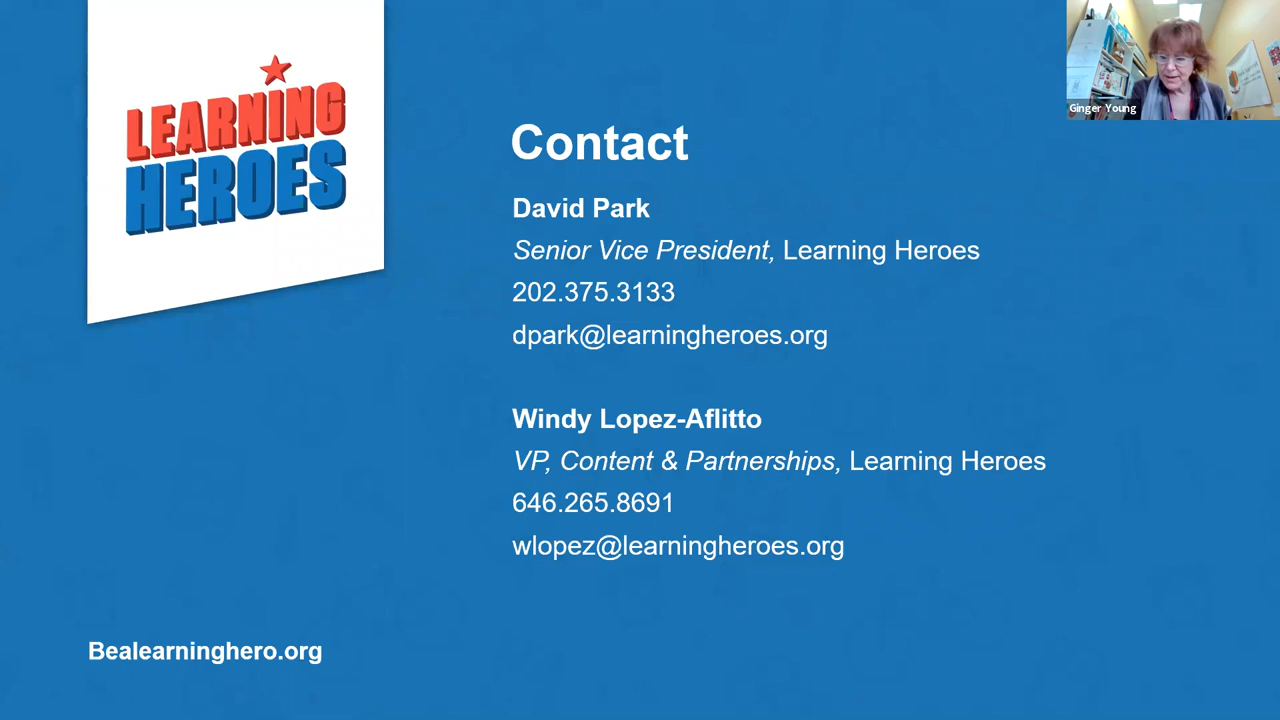 LEARNING
HEROES
Ginger Young
Contact
David Park
Senior Vice President, Learning Heroes
202.375.3133
dpark@learningheroes.org
Windy Lopez-Aflitto
VP, Content & Partnerships, Learning Heroes
646.265.8691
wlopez@learningheroes.org
Bealearninghero.org